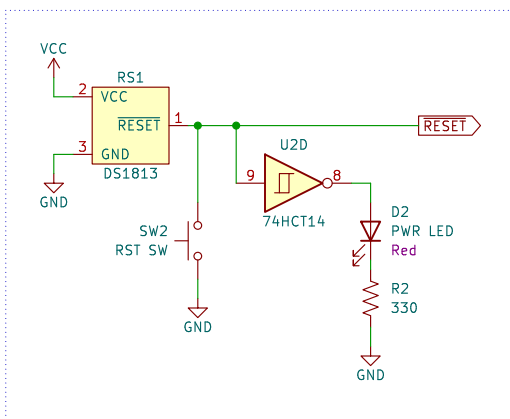 VCC
RS1
2
VCC
1
RESET
RESET
3
GND
DS1813
GND
U2D
9
8
74HCT14
SW2
RST SW
GND
D2
PWR LED
Red
R2
330
GND